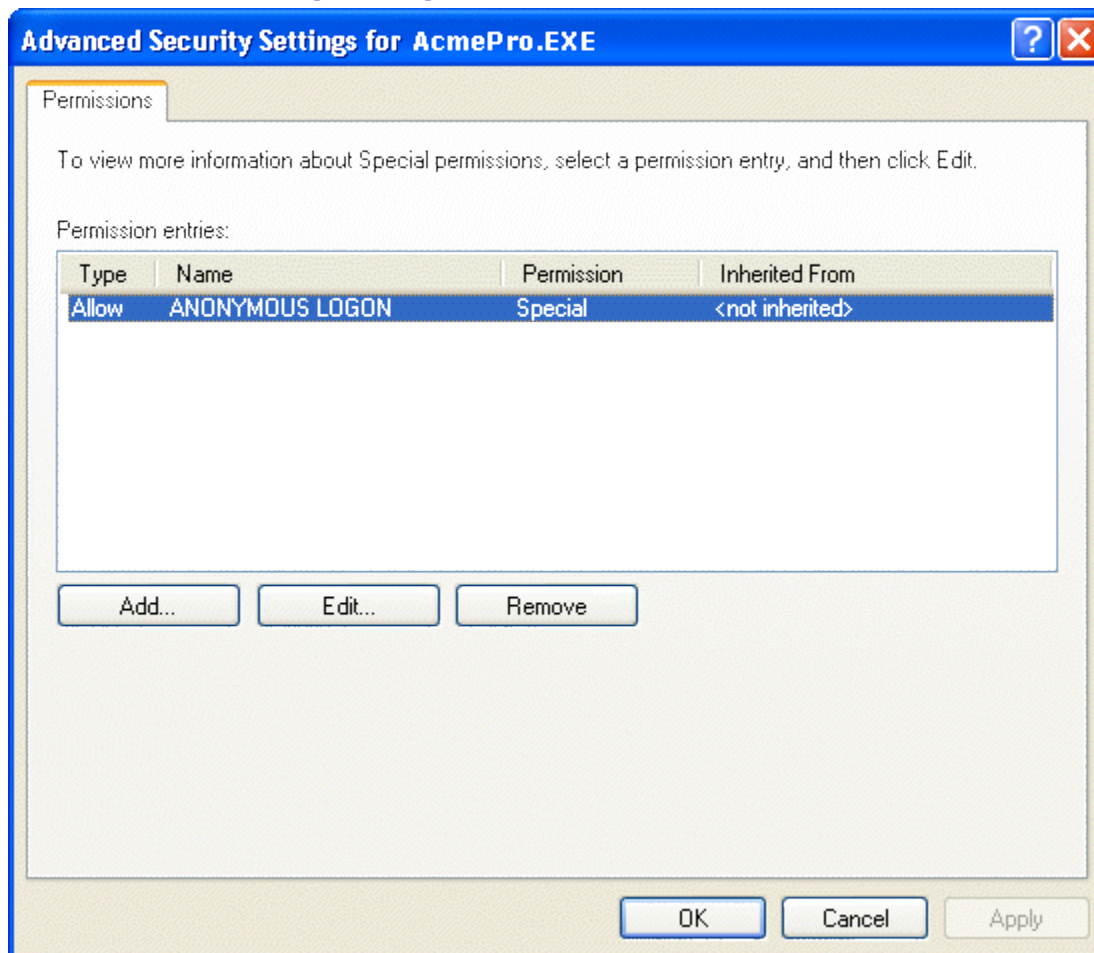 Advanced Security Settings for AcmePro.EXE
Permissions
To view more information about Special permissions, select a permission entry, and then click Edit.
Permission entries:
Type Name Permission Inherited From
Allow ANONYMOUS LOGON Special <not inherited>
Add... Edit... Remove
OK Cancel Apply